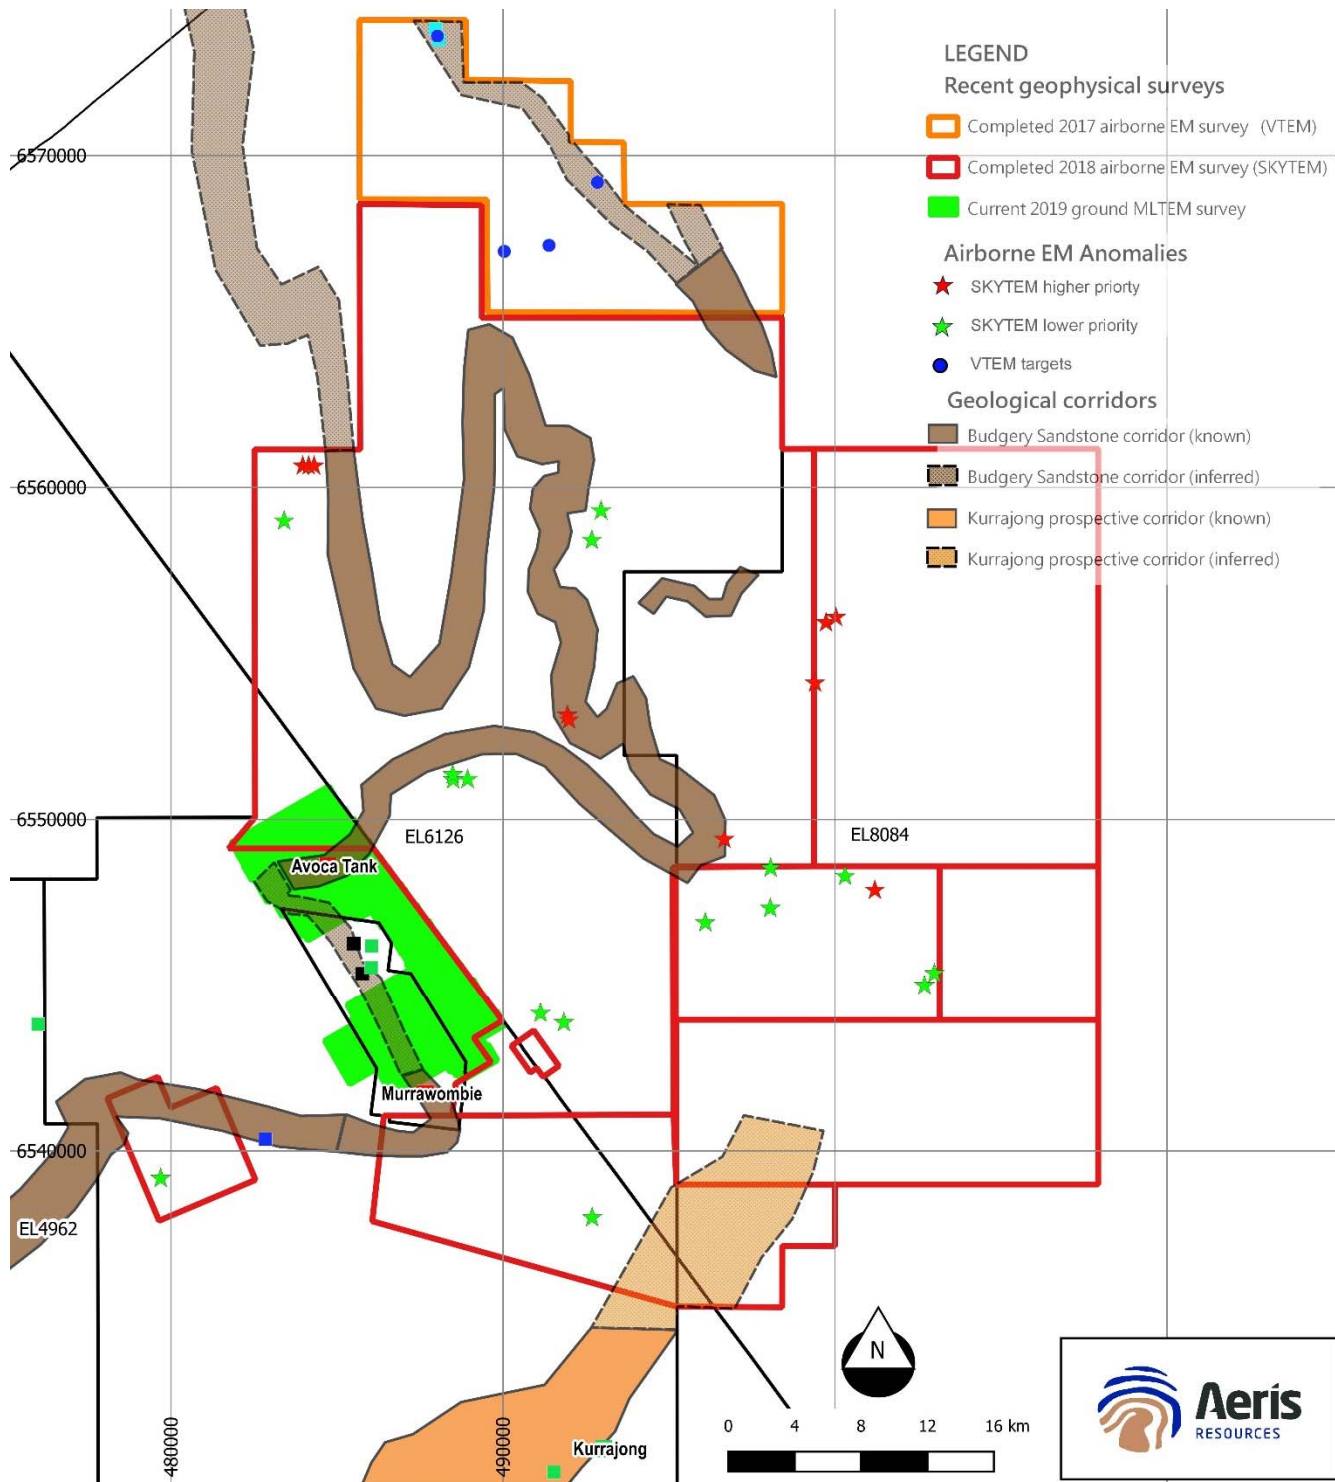 LEGEND
Recent geophysical surveys
Completed 2017 airborne EM survey (VTEM)
Completed 2018 airborne EM survey (SKYTEM)
Current 2019 ground MLTEM survey
Airborne EM Anomalies
SKYTEM higher priorty
SKYTEM lower priority
VTEM targets
Geological corridors
Budgery Sandstone corridor (known)
Budgery Sandstone corridor (inferred)
Kurrajong prospective corridor (known)
Kurrajong prospective corridor (inferred)
6570000
6560000
6550000
EL6126
EL8084
Avoca Tank
Murrawombie
6540000
EL4962
N
0 4 8 12 16 km
480000
490000
Kurrajong
Aeris
RESOURCES